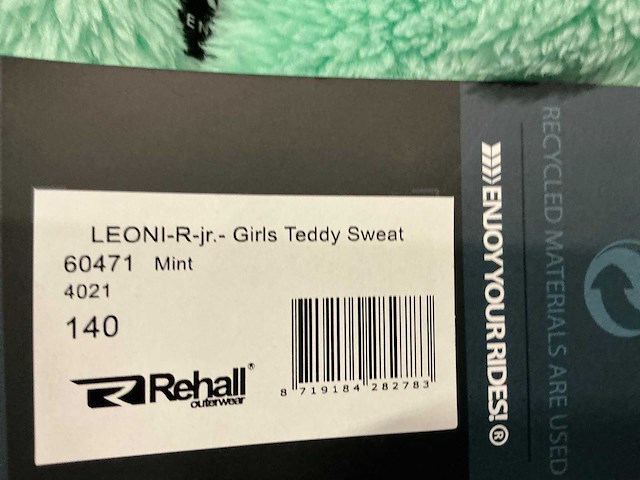 EN
LEONI-R-jr.- Girls Teddy Sweat
60471 Mint
4021
140
Rehall®
outerwear
8 719184 282783
ENJOY YOUR RIDES!®
RECYCLED MATERIALS ARE USED